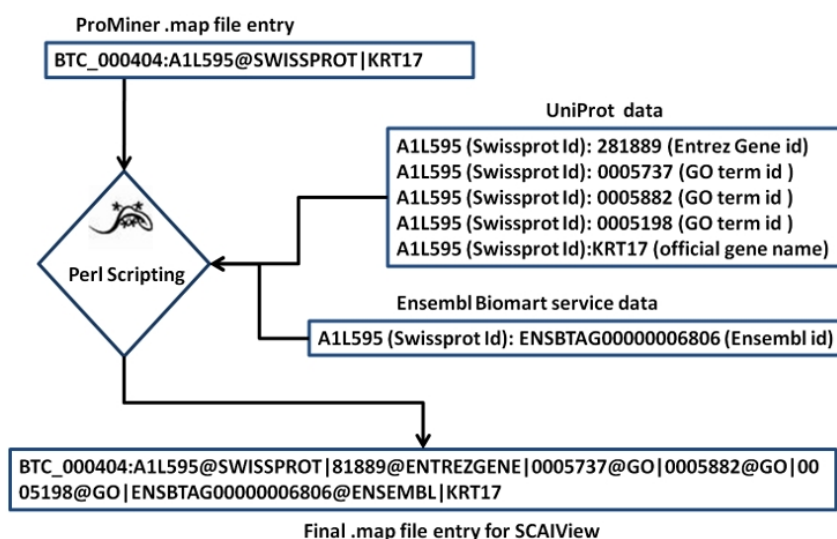 ProMiner .map file entry
BTC_000404:A1L595@SWISSPROT|KRT17
UniProt data
A1L595 (Swissprot Id): 281889 (Entrez Gene id)
A1L595 (Swissprot Id): 0005737 (GO term id )
A1L595 (Swissprot Id): 0005882 (GO term id )
A1L595 (Swissprot Id): 0005198 (GO term id )
A1L595 (Swissprot Id):KRT17 (official gene name)
Perl Scripting
Ensembl Biomart service data
A1L595 (Swissprot Id): ENSBTAG00000006806 (Ensembl id)
BTC_000404:A1L595@SWISSPROT|81889@ENTREZGENE|0005737@GO|0005882@GO|00
05198@GO|ENSBTAG00000006806@ENSEMBL|KRT17
Final .map file entry for SCAIView